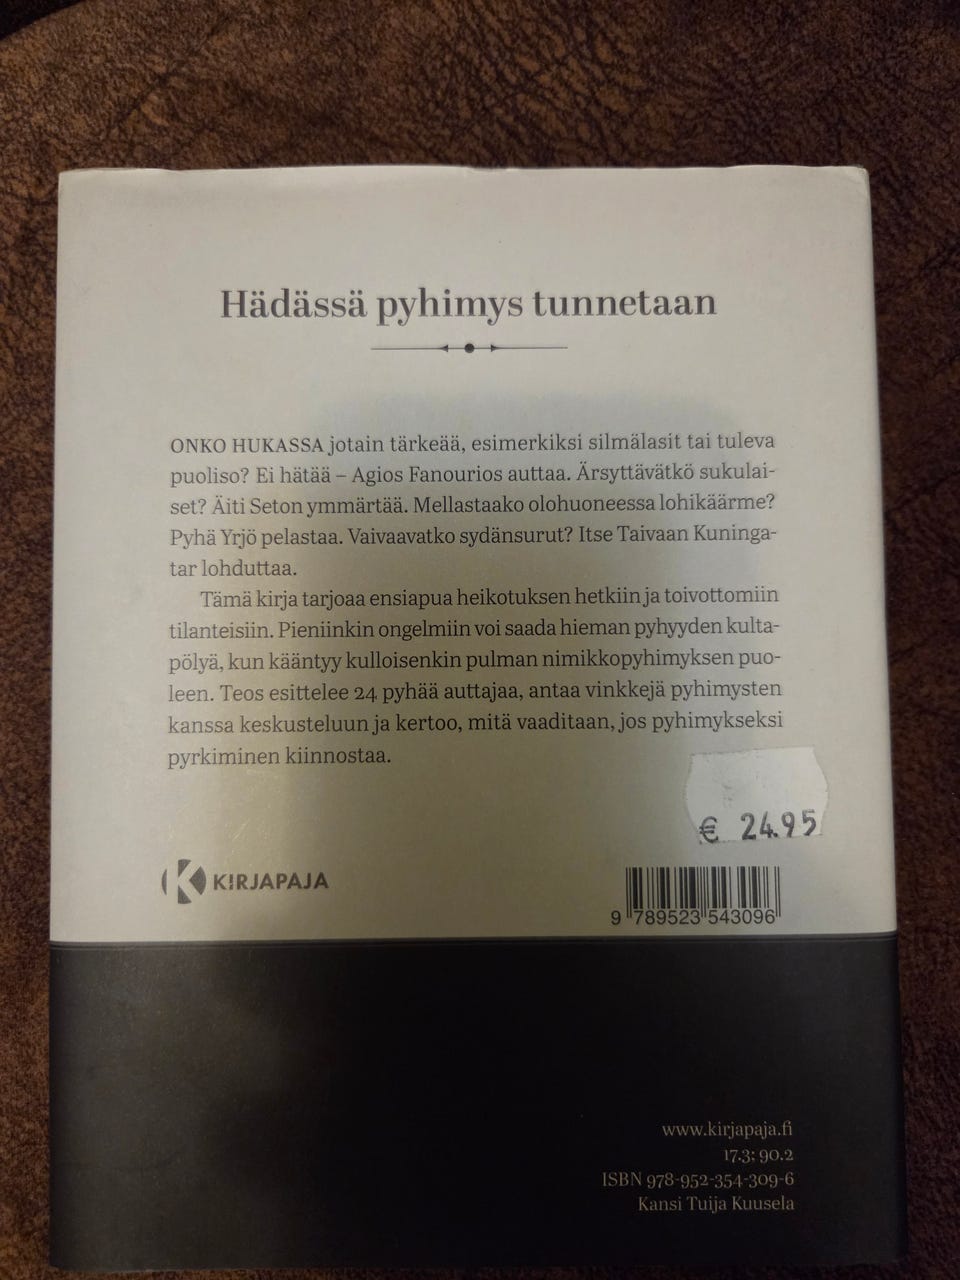 Hädässä pyhimys tunnetaan
ONKO HUKASSA jotain tärkeää, esimerkiksi silmälasit tai tuleva
puoliso? Ei hätää – Agios Fanourios auttaa. Ärsyttävätkö sukulai-
set? Äiti Seton ymmärtää. Mellastaako olohuoneessa lohikäärme?
Pyhä Yrjö pelastaa. Vaivaavatko sydänsurut? Itse Taivaan Kuninga-
tar lohduttaa.
Tämä kirja tarjoaa ensiapua heikotuksen hetkiin ja toivottomiin
tilanteisiin. Pieniinkin ongelmiin voi saada hieman pyhyyden kulta-
pölyä, kun kääntyy kulloisenkin pulman nimikkopyhimyksen puo-
leen. Teos esittelee 24 pyhää auttajaa, antaa vinkkejä pyhimysten
kanssa keskusteluun ja kertoo, mitä vaaditaan, jos pyhimykseksi
pyrkiminen kiinnostaa.
€ 24.95
KIRJAPAJA
9 789523 543096
www.kirjapaja.fi
17.3; 90.2
ISBN 978-952-354-309-6
Kansi Tuija Kuusela